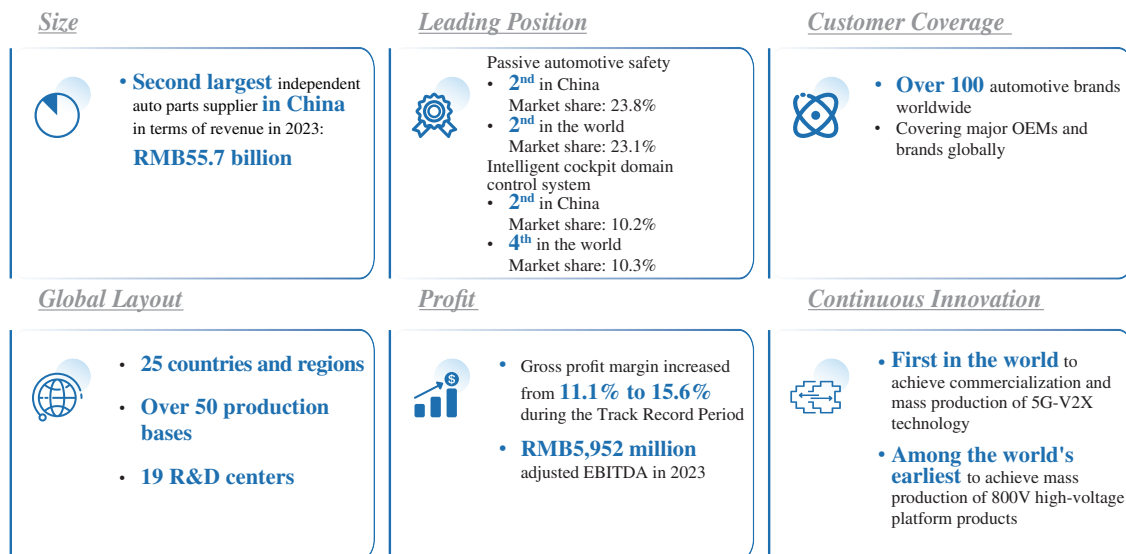 Size
• Second largest independent
auto parts supplier in China
in terms of revenue in 2023:
RMB55.7 billion
Leading Position
Passive automotive safety
• 2nd in China
Market share: 23.8%
• 2nd in the world
Market share: 23.1%
Intelligent cockpit domain
control system
• 2nd in China
Market share: 10.2%
• 4th in the world
Market share: 10.3%
Customer Coverage
• Over 100 automotive brands
worldwide
• Covering major OEMs and
brands globally
Global Layout
• 25 countries and regions
• Over 50 production
bases
• 19 R&D centers
Profit
$
• Gross profit margin increased
from 11.1% to 15.6%
during the Track Record Period
• RMB5,952 million
adjusted EBITDA in 2023
Continuous Innovation
• First in the world to
achieve commercialization and
mass production of 5G-V2X
technology
• Among the world's
earliest to achieve mass
production of 800V high-voltage
platform products